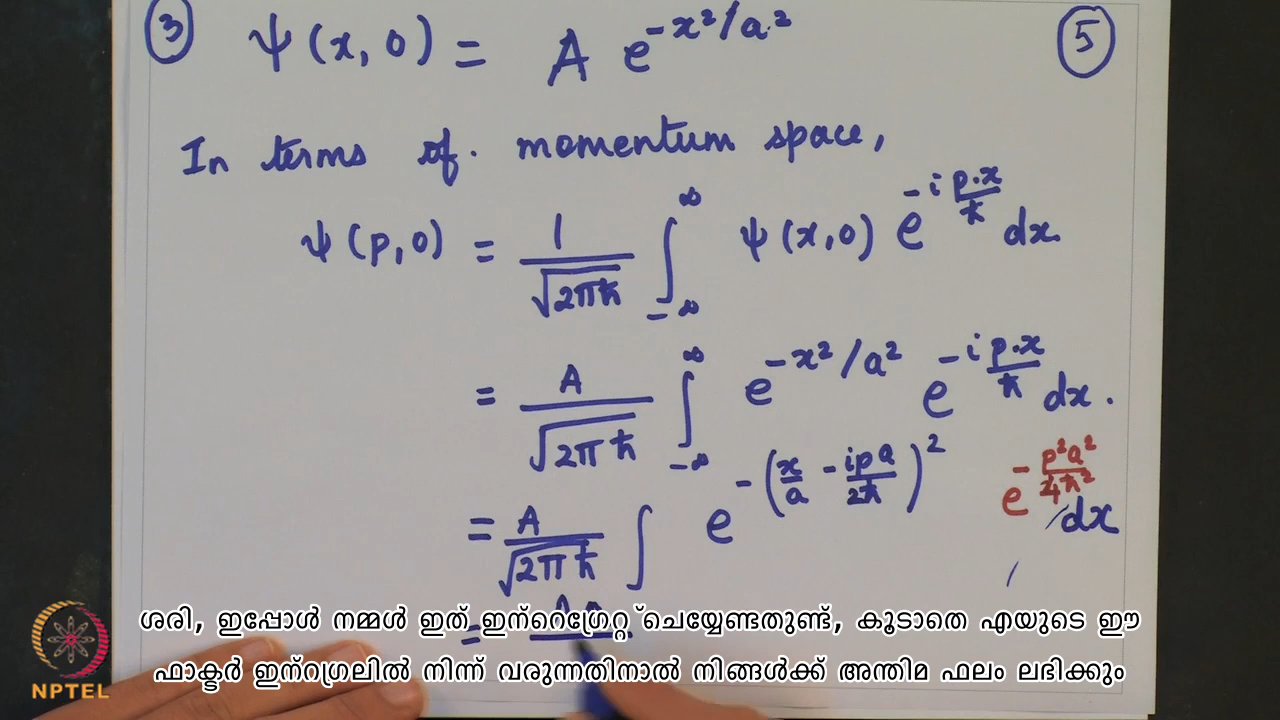 ③ ψ(x,0) = A e^{-x²/a²} ⑤
In terms of momentum space,
ψ(p,0) = 1/√(2πħ) ∫_{-∞}^{∞} ψ(x,0) e^{-i p·x/ħ} dx
= A/√(2πħ) ∫_{-∞}^{∞} e^{-x²/a²} e^{-i p·x/ħ} dx.
= A/√(2πħ) ∫ e^{-(x/a - ipa/2ħ)²} e^{-p²a²/4ħ²} dx
=
ശരി, ഇപ്പോൾ നമ്മൾ ഇത് ഇന്റെഗ്രേറ്റ് ചെയ്യേണ്ടതുണ്ട്, കൂടാതെ എയുടെ ഈ
ഫാക്ടർ ഇന്റഗ്രലിൽ നിന്ന് വരുന്നതിനാൽ നിങ്ങൾക്ക് അന്തിമ ഫലം ലഭിക്കും
NPTEL